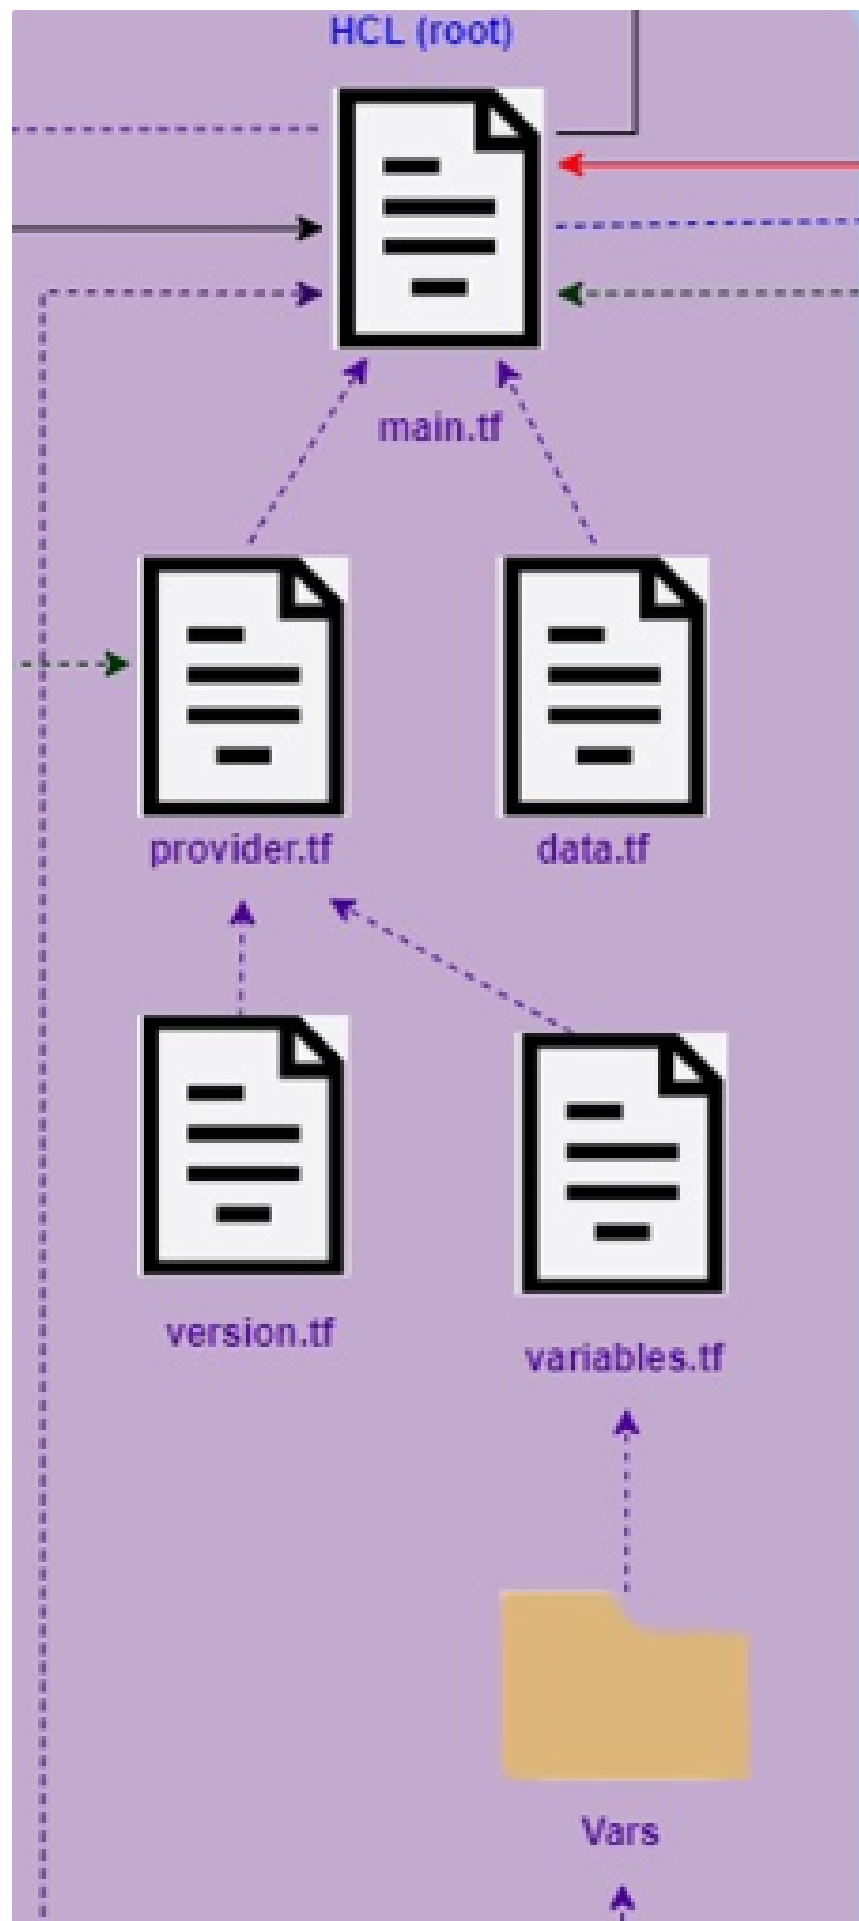 HCL (root)
main.tf
provider.tf
data.tf
version.tf
variables.tf
Vars